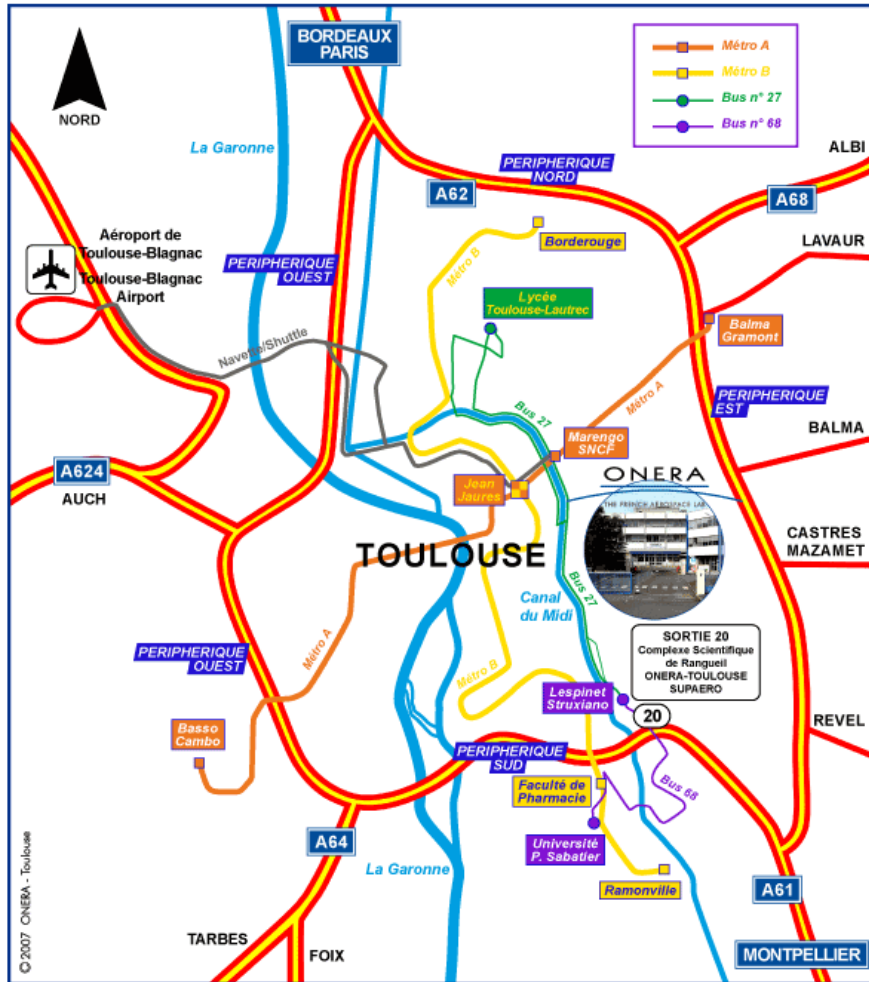 BORDEAUX
PARIS
NORD
Métro A
Métro B
Bus n° 27
Bus n° 68
La Garonne
PERIPHERIQUE
NORD
ALBI
A62
A68
LAVAUR
Aéroport de
Toulouse-Blagnac
Toulouse-Blagnac
Airport
PERIPHERIQUE
OUEST
Métro B
Borderouge
Lycée
Toulouse-Lautrec
Balma
Gramont
Navette/Shuttle
Métro A
PERIPHERIQUE
EST
Bus 27
BALMA
Marengo
SNCF
A624
AUCH
Jean
Jaures
ONERA
THE FRENCH AEROSPACE LAB
TOULOUSE
CASTRES
MAZAMET
Bus 27
Canal
du Midi
SORTIE 20
Complexe Scientifique
de Rangueil
ONERA-TOULOUSE
SUPAERO
PERIPHERIQUE
OUEST
Métro A
Métro B
Lespinet
Struxiano
20
REVEL
Basso
Cambo
PERIPHERIQUE
SUD
Bus 68
Faculté de
Pharmacie
A64
Université
P. Sabatier
La Garonne
Ramonville
A61
TARBES
FOIX
MONTPELLIER
© 2007 ONERA - Toulouse